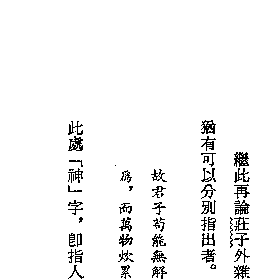 繼此再論莊子外雜
猶有可以分別指出者。
故君子苟能無解
爲，而萬物炊累
此處「神」字，卽指人